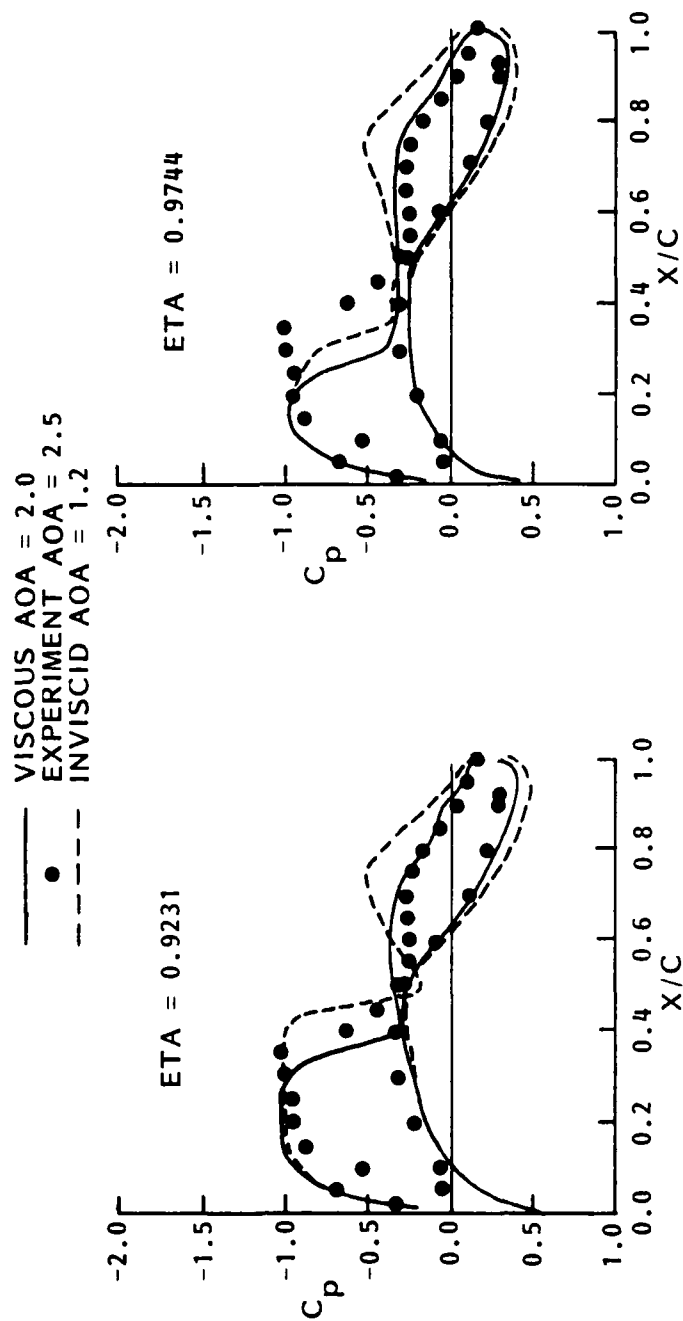 VISCOUS AOA = 2.0
EXPERIMENT AOA = 2.5
INVISCID AOA = 1.2
ETA = 0.9231
-2.0
-1.5
-1.0
-0.5
0.0
0.5
1.0
Cp
0.0 0.2 0.4 0.6 0.8 1.0
X/C
ETA = 0.9744
-2.0
-1.5
-1.0
-0.5
0.0
0.5
1.0
Cp
0.0 0.2 0.4 0.6 0.8 1.0
X/C